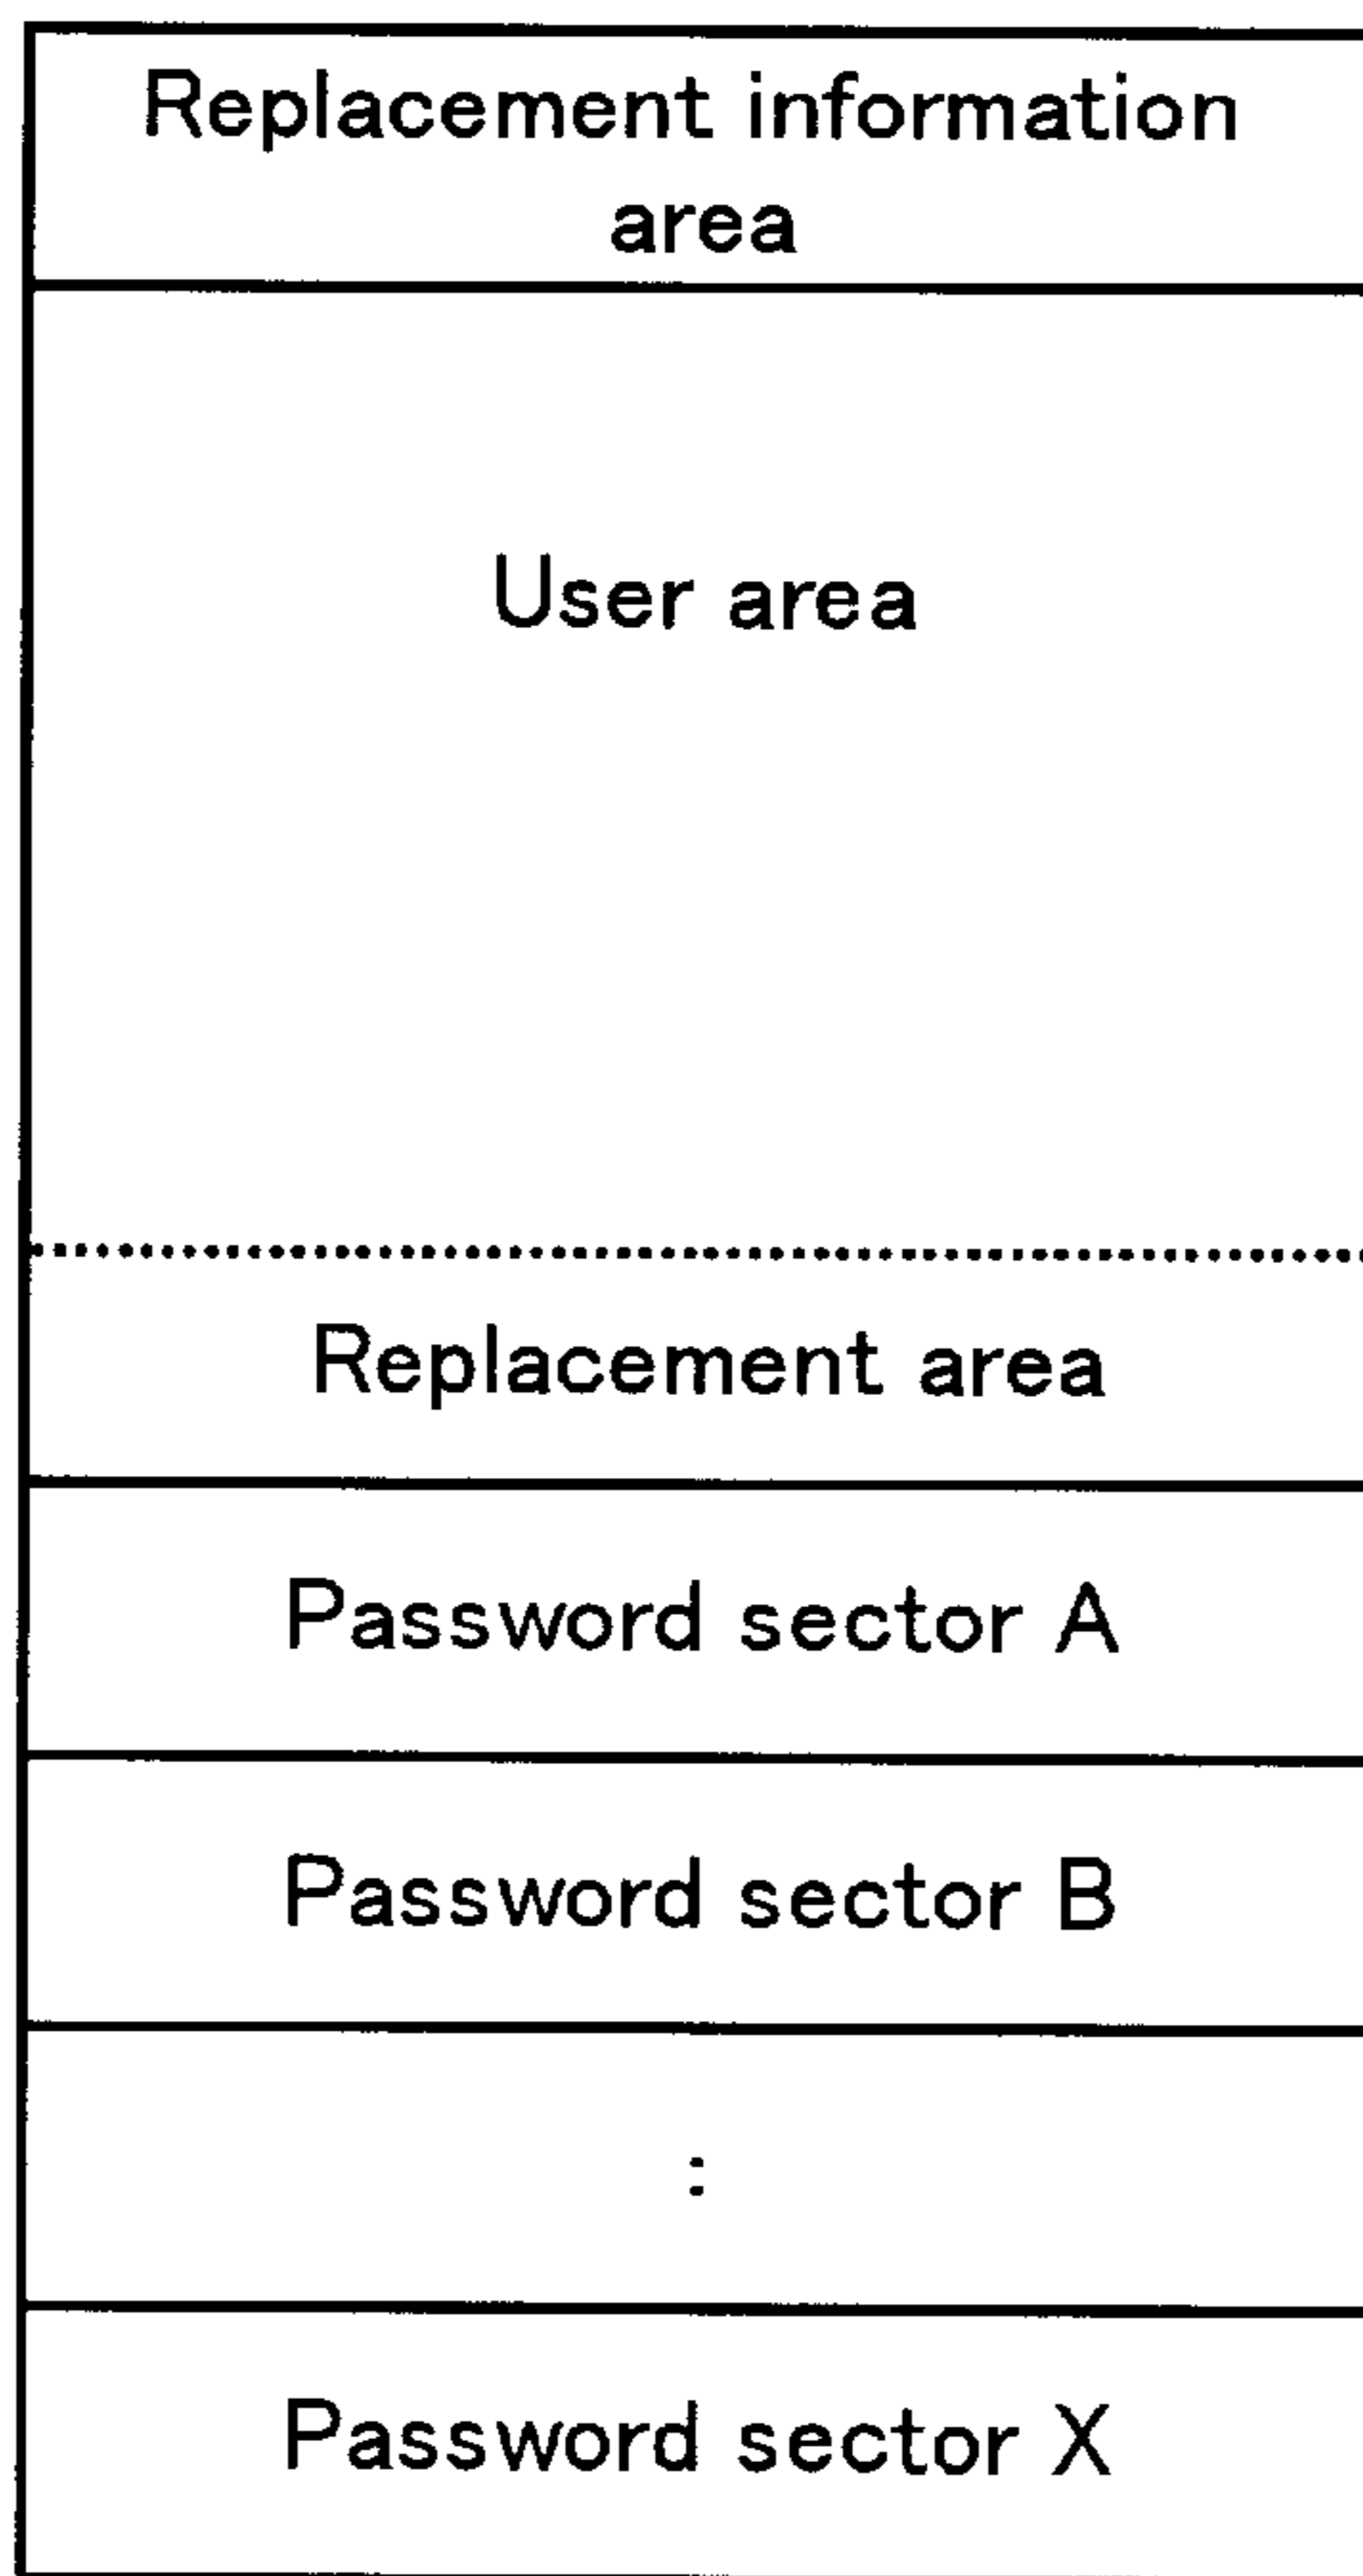 Replacement information
area
User area
Replacement area
Password sector A
Password sector B
:
Password sector X